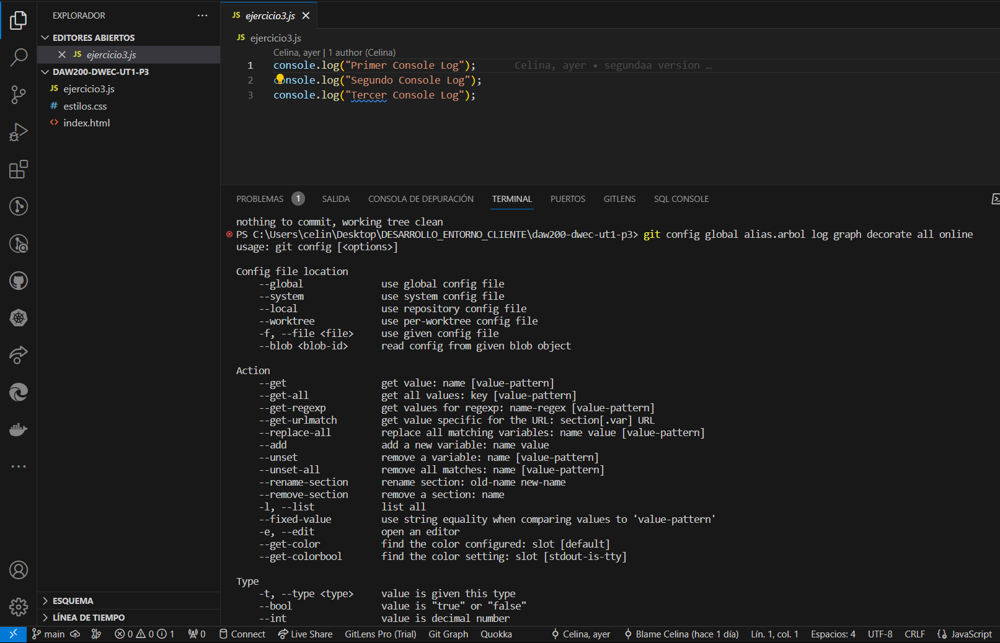 EXPLORADOR
EDITORES ABIERTOS
JS ejercicio3.js
DAW200-DWEC-UT1-P3
JS ejercicio3.js
# estilos.css
<> index.html
ESQUEMA
LÍNEA DE TIEMPO
JS ejercicio3.js
JS ejercicio3.js
Celina, ayer | 1 author (Celina)
1 console.log("Primer Console Log"); Celina, ayer • segundaa version …
2 console.log("Segundo Console Log");
3 console.log("Tercer Console Log");
PROBLEMAS 1 SALIDA CONSOLA DE DEPURACIÓN TERMINAL PUERTOS GITLENS SQL CONSOLE
nothing to commit, working tree clean
PS C:\Users\celin\Desktop\DESARROLLO_ENTORNO_CLIENTE\daw200-dwec-ut1-p3> git config global alias.arbol log graph decorate all online
usage: git config [<options>]
Config file location
--global use global config file
--system use system config file
--local use repository config file
--worktree use per-worktree config file
-f, --file <file> use given config file
--blob <blob-id> read config from given blob object
Action
--get get value: name [value-pattern]
--get-all get all values: key [value-pattern]
--get-regexp get values for regexp: name-regex [value-pattern]
--get-urlmatch get value specific for the URL: section[.var] URL
--replace-all replace all matching variables: name value [value-pattern]
--add add a new variable: name value
--unset remove a variable: name [value-pattern]
--unset-all remove all matches: name [value-pattern]
--rename-section rename section: old-name new-name
--remove-section remove a section: name
-l, --list list all
--fixed-value use string equality when comparing values to 'value-pattern'
-e, --edit open an editor
--get-color find the color configured: slot [default]
--get-colorbool find the color setting: slot [stdout-is-tty]
Type
-t, --type <type> value is given this type
--bool value is "true" or "false"
--int value is decimal number
main 0 0 1 0 Connect Live Share GitLens Pro (Trial) Git Graph Quokka Celina, ayer Blame Celina (hace 1 día) Lín. 1, col. 1 Espacios: 4 UTF-8 CRLF JavaScript